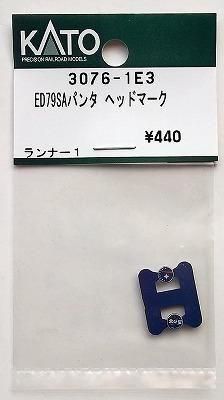 KATO
PRECISION RAILROAD MODELS
3076-1E3
ED79SAパンタ ヘッドマーク
¥440
ランナー1